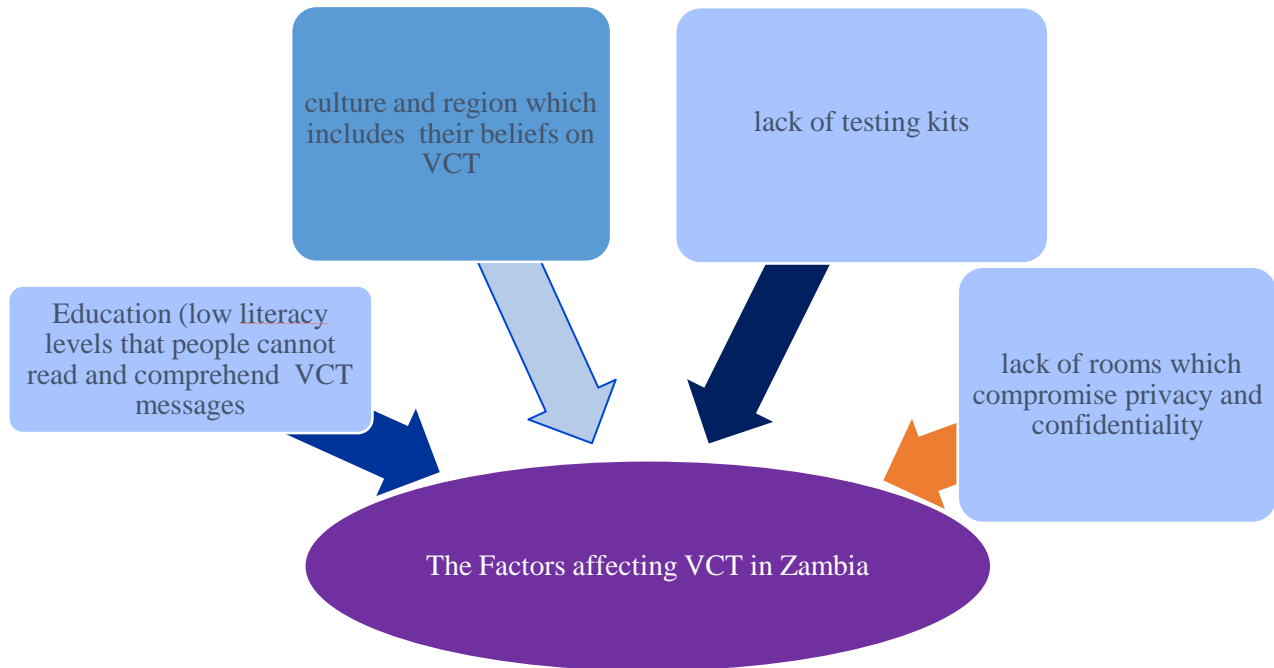 culture and region which
includes their beliefs on
VCT
lack of testing kits
Education (low literacy
levels that people cannot
read and comprehend VCT
messages
lack of rooms which
compromise privacy and
confidentiality
The Factors affecting VCT in Zambia